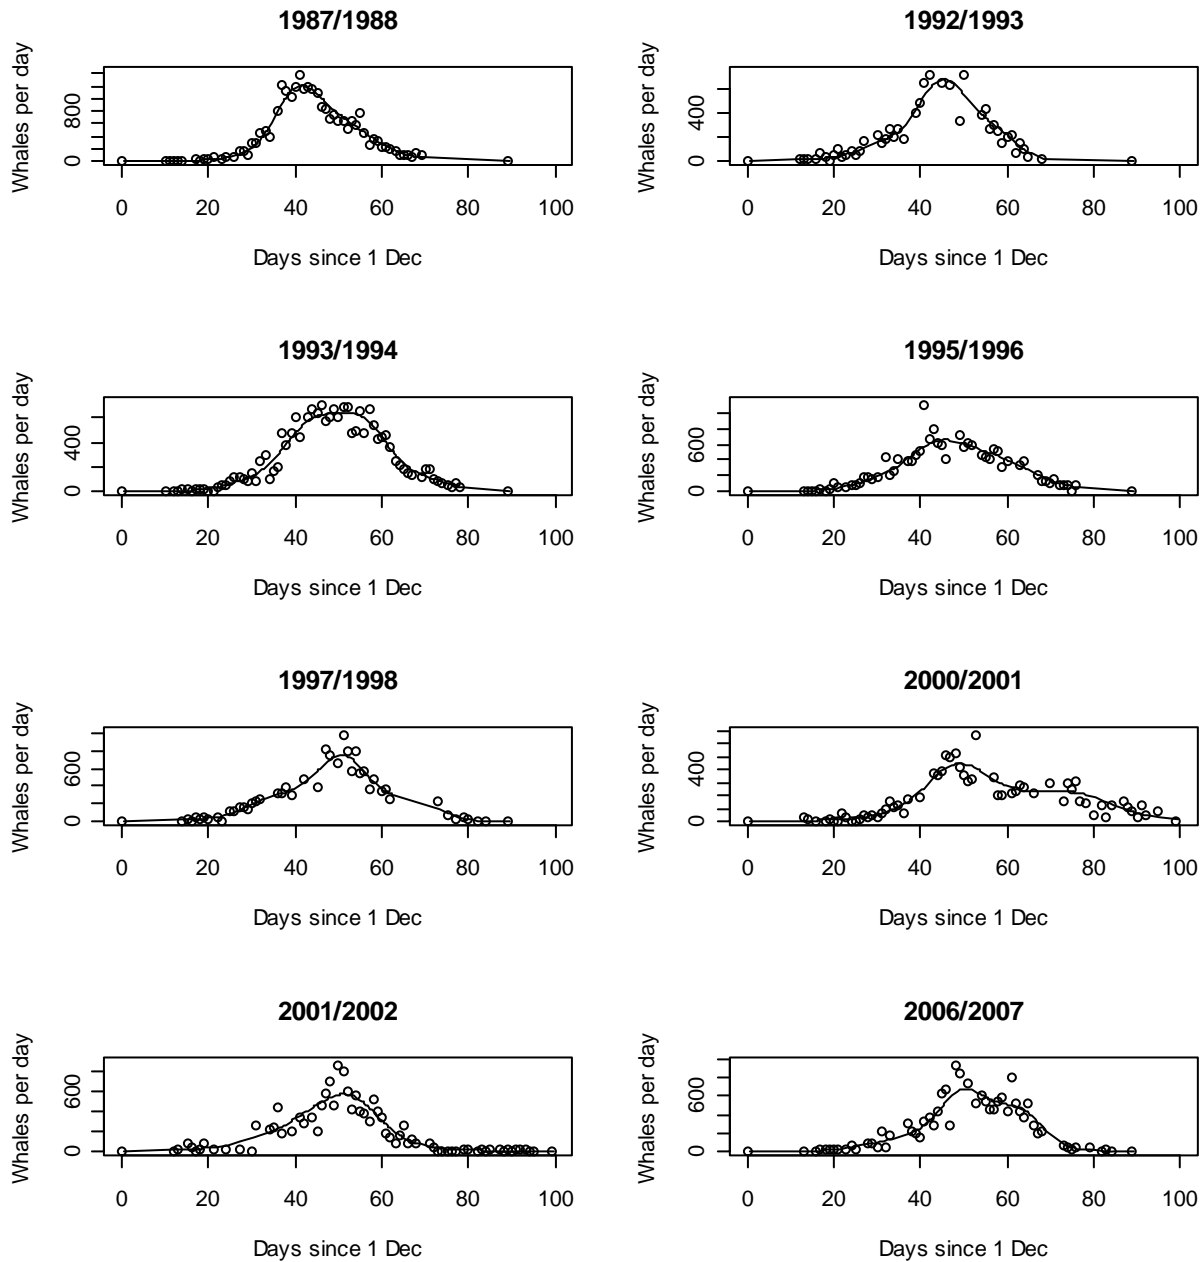 1987/1988
Whales per day
800
0
0 20 40 60 80 100
Days since 1 Dec
1992/1993
Whales per day
400
0
0 20 40 60 80 100
Days since 1 Dec
1993/1994
Whales per day
400
0
0 20 40 60 80 100
Days since 1 Dec
1995/1996
Whales per day
600
0
0 20 40 60 80 100
Days since 1 Dec
1997/1998
Whales per day
600
0
0 20 40 60 80 100
Days since 1 Dec
2000/2001
Whales per day
400
0
0 20 40 60 80 100
Days since 1 Dec
2001/2002
Whales per day
600
0
0 20 40 60 80 100
Days since 1 Dec
2006/2007
Whales per day
600
0
0 20 40 60 80 100
Days since 1 Dec